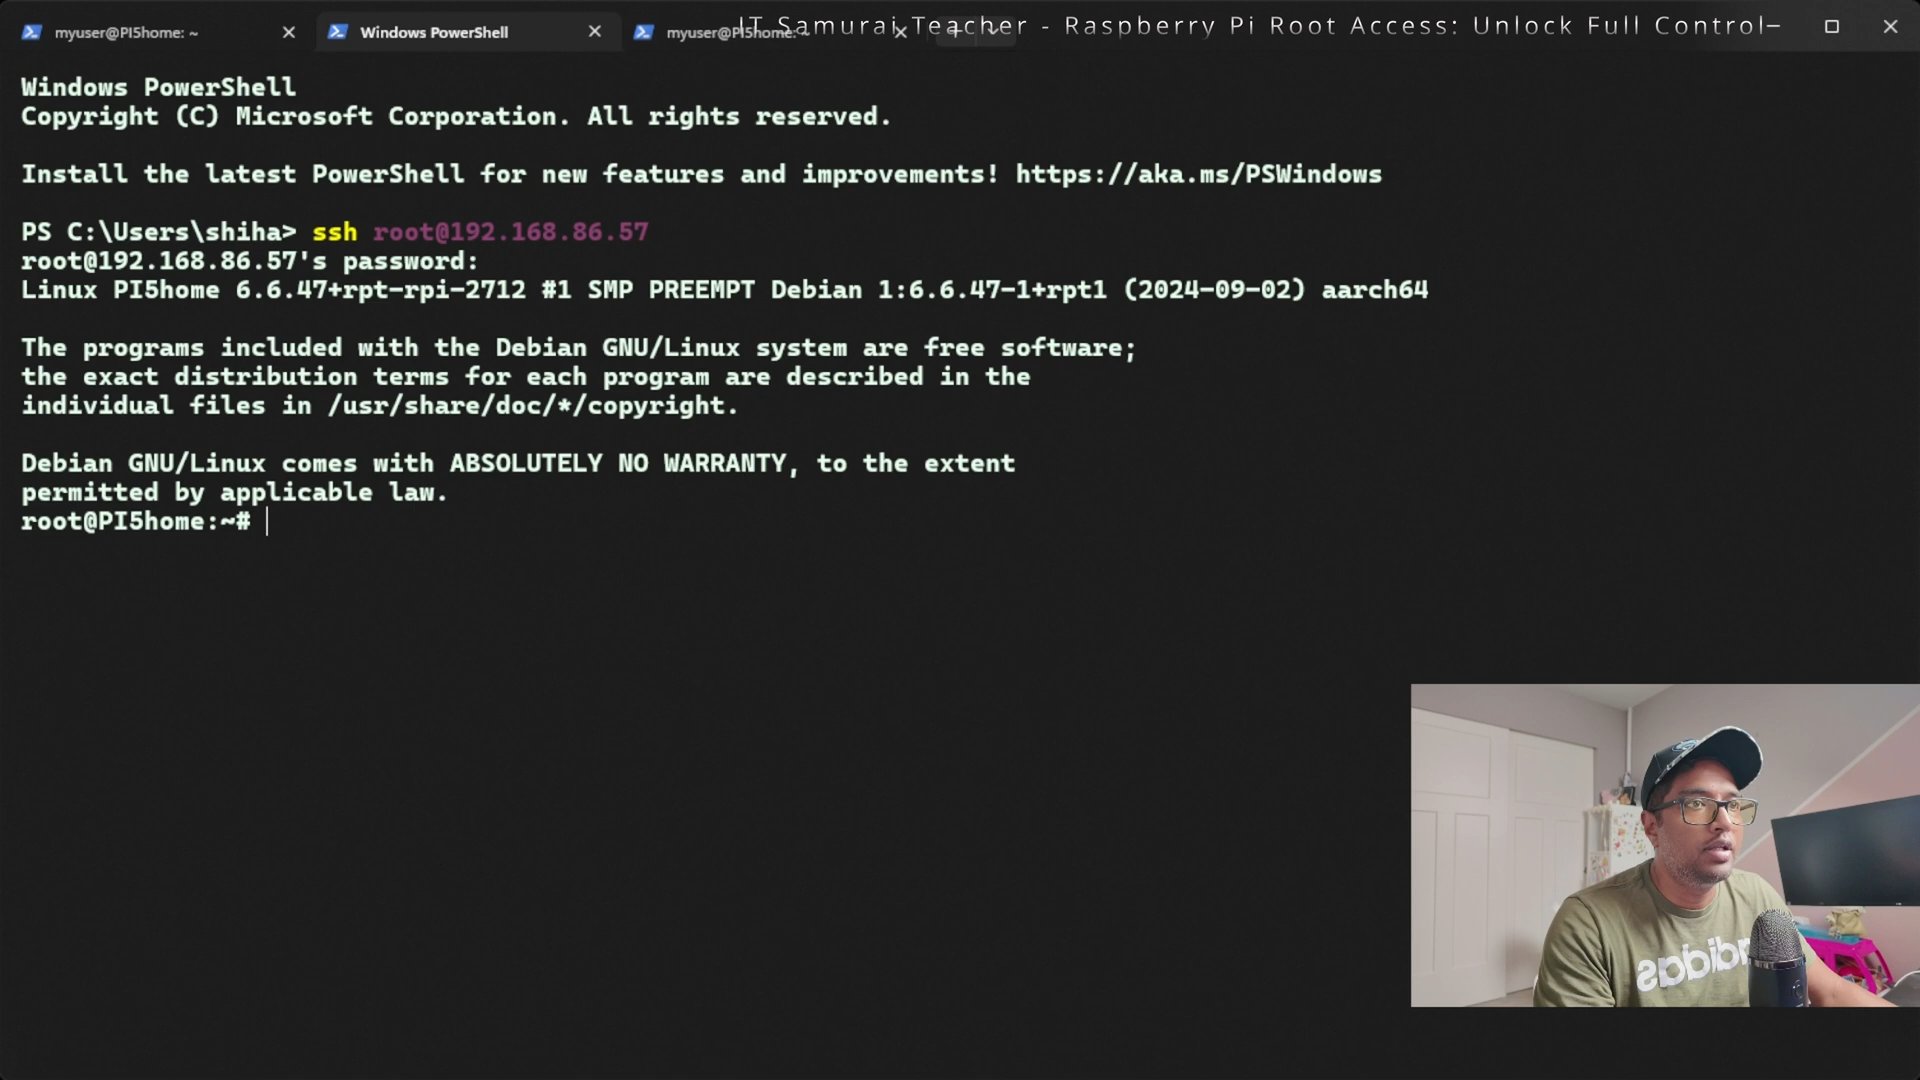 IT Samurai Teacher - Raspberry Pi Root Access: Unlock Full Control
myuser@PI5home: ~
Windows PowerShell
myuser@PI5home: ~
Windows PowerShell
Copyright (C) Microsoft Corporation. All rights reserved.
Install the latest PowerShell for new features and improvements! https://aka.ms/PSWindows
PS C:\Users\shiha> ssh root@192.168.86.57
root@192.168.86.57's password:
Linux PI5home 6.6.47+rpt-rpi-2712 #1 SMP PREEMPT Debian 1:6.6.47-1+rpt1 (2024-09-02) aarch64
The programs included with the Debian GNU/Linux system are free software;
the exact distribution terms for each program are described in the
individual files in /usr/share/doc/*/copyright.
Debian GNU/Linux comes with ABSOLUTELY NO WARRANTY, to the extent
permitted by applicable law.
root@PI5home:~#
adidas